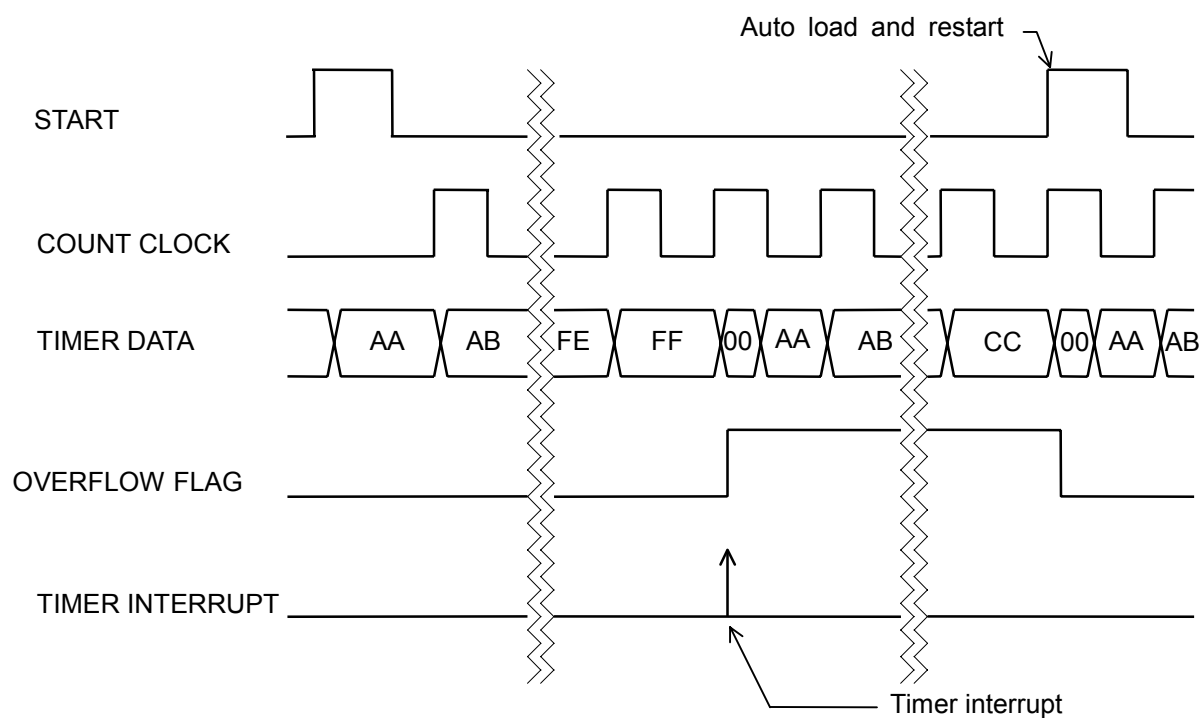 Auto load and restart
START
COUNT CLOCK
TIMER DATA AA AB FE FF 00 AA AB CC 00 AA AB
OVERFLOW FLAG
TIMER INTERRUPT
Timer interrupt